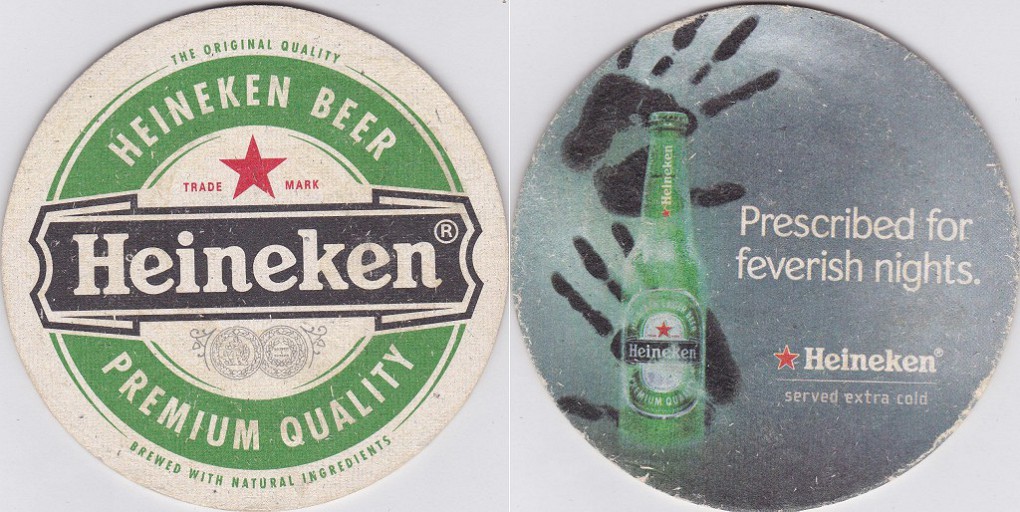 THE ORIGINAL QUALITY
HEINEKEN BEER
TRADE MARK
Heineken®
PREMIUM QUALITY
BREWED WITH NATURAL INGREDIENTS
Heineken
Heineken
PREMIUM QUALITY
Prescribed for
feverish nights.
Heineken®
served extra cold